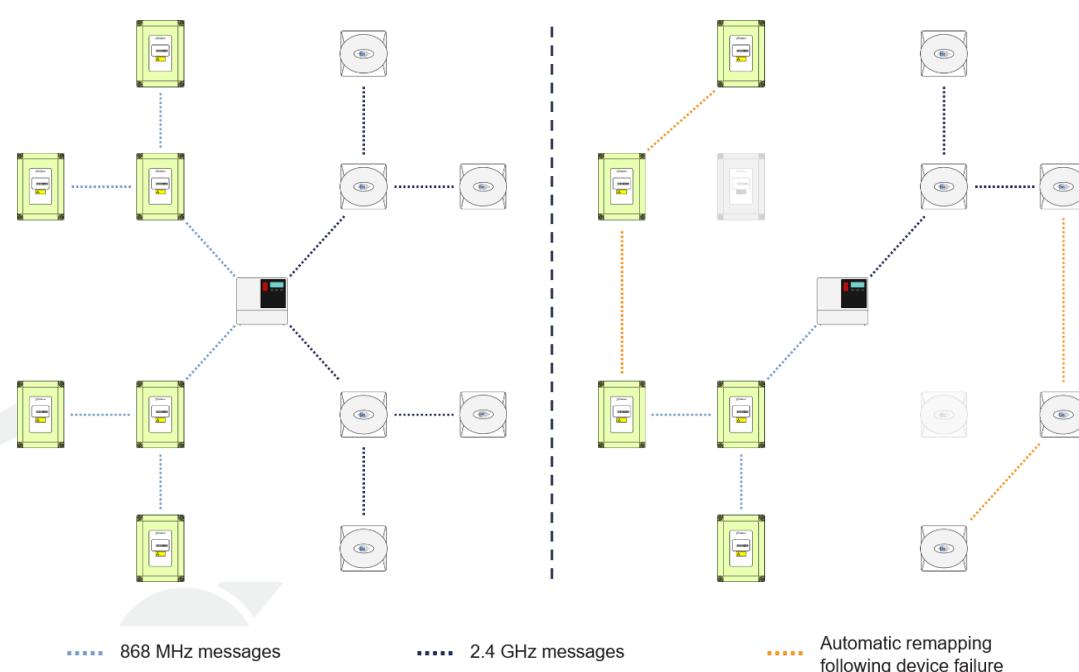 868 MHz messages
2.4 GHz messages
Automatic remapping
following device failure